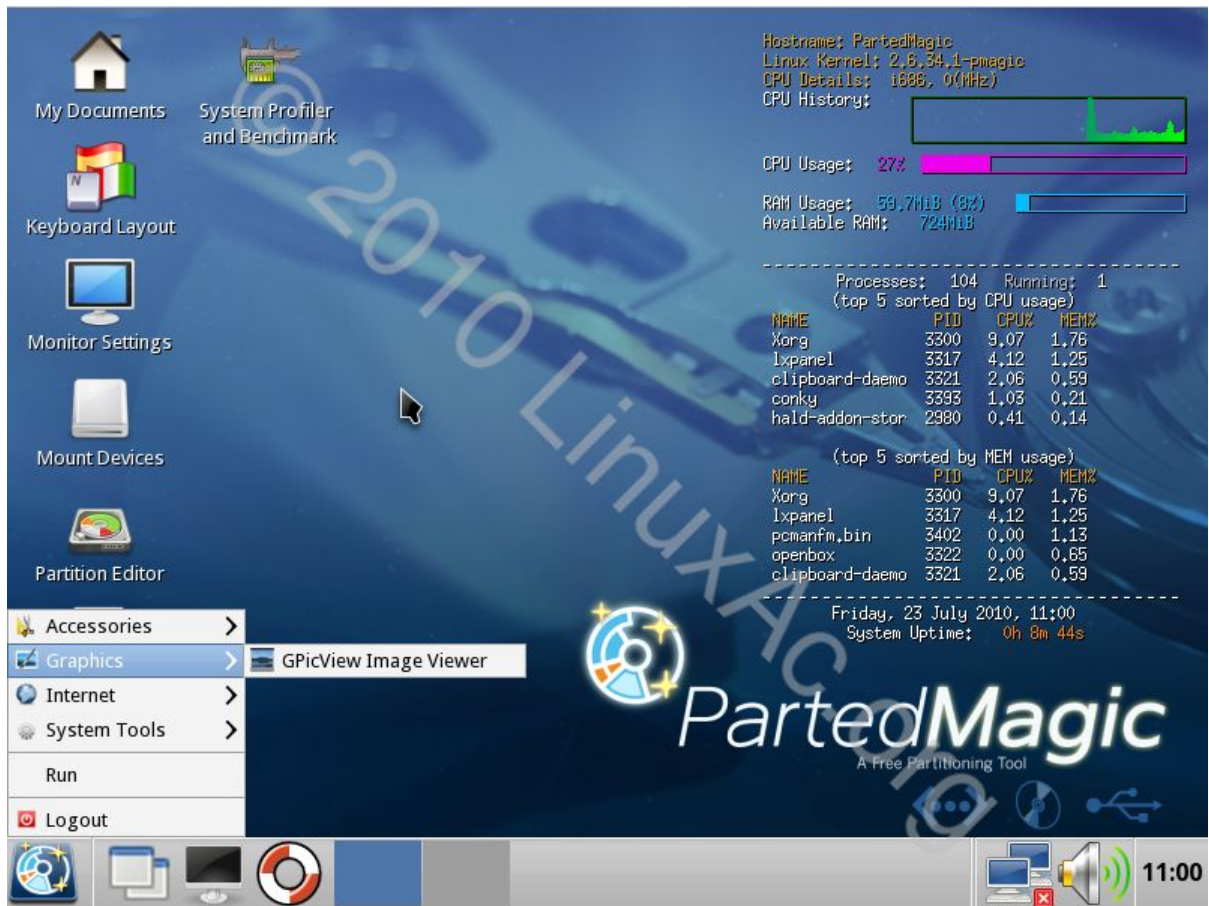 My Documents
System Profiler
and Benchmark
Keyboard Layout
Monitor Settings
Mount Devices
Partition Editor
Hostname: PartedMagic
Linux Kernel: 2.6.34.1-pmagic
CPU Details: i686, 0(MHz)
CPU History:
CPU Usage: 27%
RAM Usage: 59.7MiB (8%)
Available RAM: 724MiB
Processes: 104 Running: 1
(top 5 sorted by CPU usage)
NAME PID CPU% MEM%
Xorg 3300 9.07 1.76
lxpanel 3317 4.12 1.25
clipboard-daemo 3321 2.06 0.59
conky 3393 1.03 0.21
hald-addon-stor 2980 0.41 0.14
(top 5 sorted by MEM usage)
NAME PID CPU% MEM%
Xorg 3300 9.07 1.76
lxpanel 3317 4.12 1.25
pcmanfm.bin 3402 0.00 1.13
openbox 3322 0.00 0.65
clipboard-daemo 3321 2.06 0.59
Friday, 23 July 2010, 11:00
System Uptime: 0h 8m 44s
© 2010 LinuxAc.org
PartedMagic
A Free Partitioning Tool
Accessories
Graphics
GPicView Image Viewer
Internet
System Tools
Run
Logout
11:00